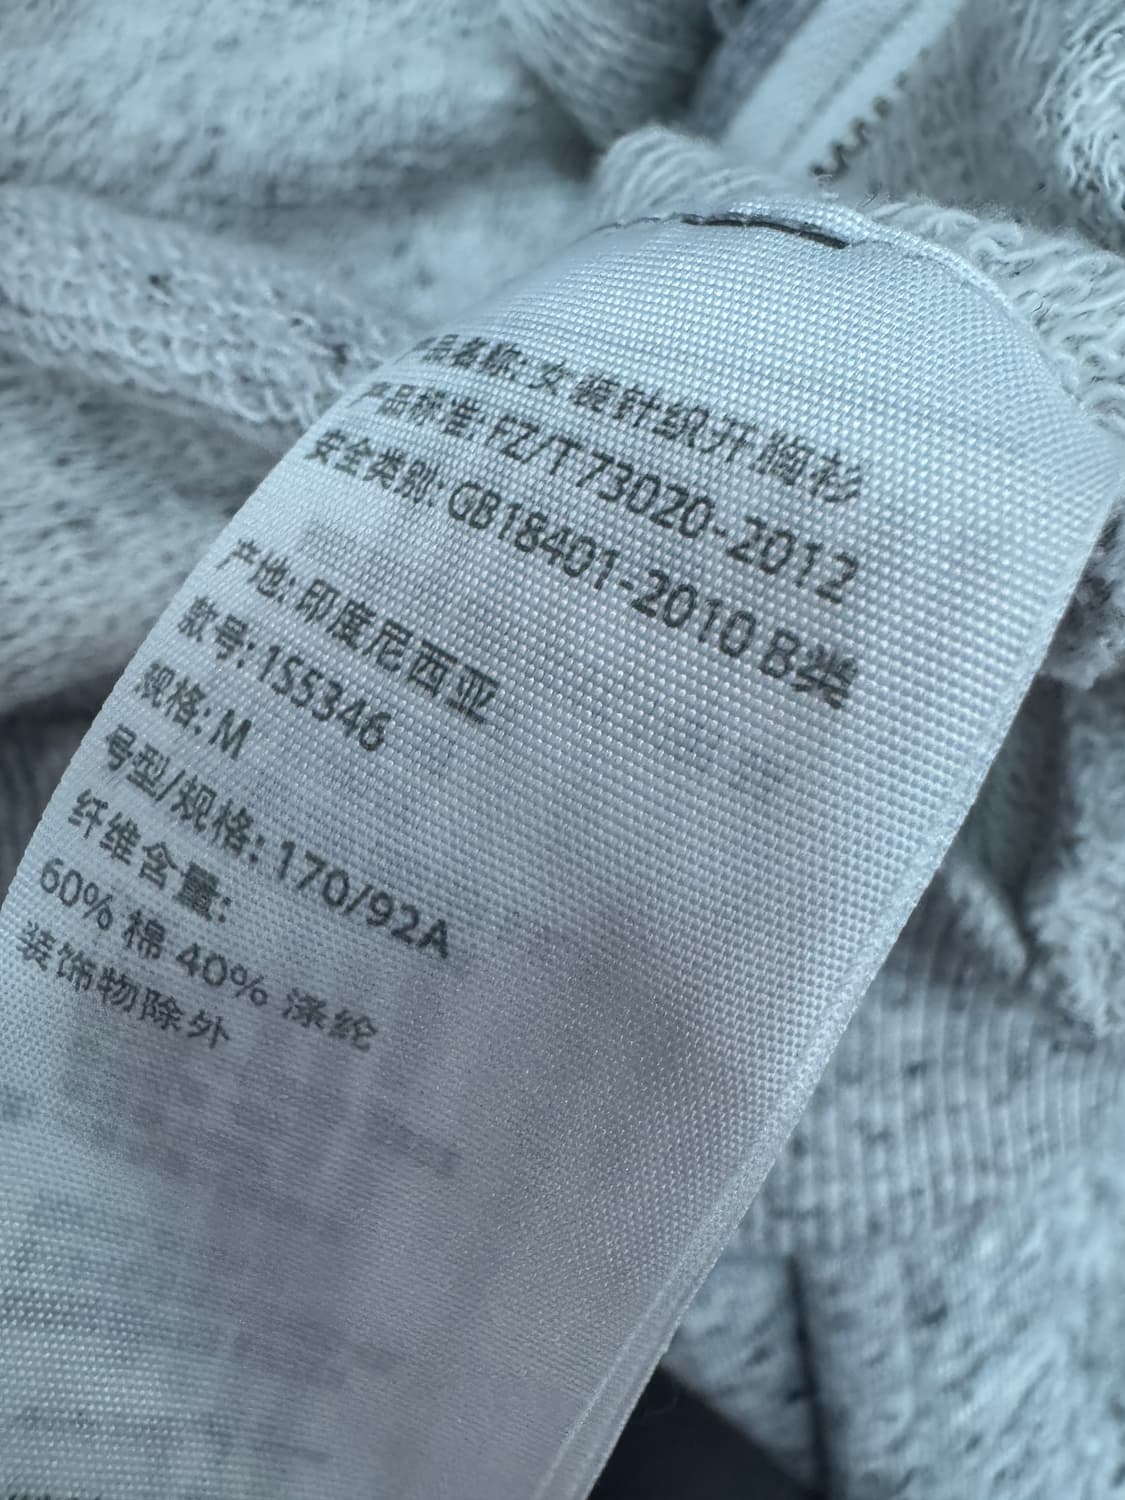 品名称: 女装针织开胸衫
产品标准: FZ/T 73020-2012
安全类别: GB18401-2010 B类
产地: 印度尼西亚
款号: 155346
规格: M
号型/规格: 170/92A
纤维含量:
60% 棉 40% 涤纶
装饰物除外